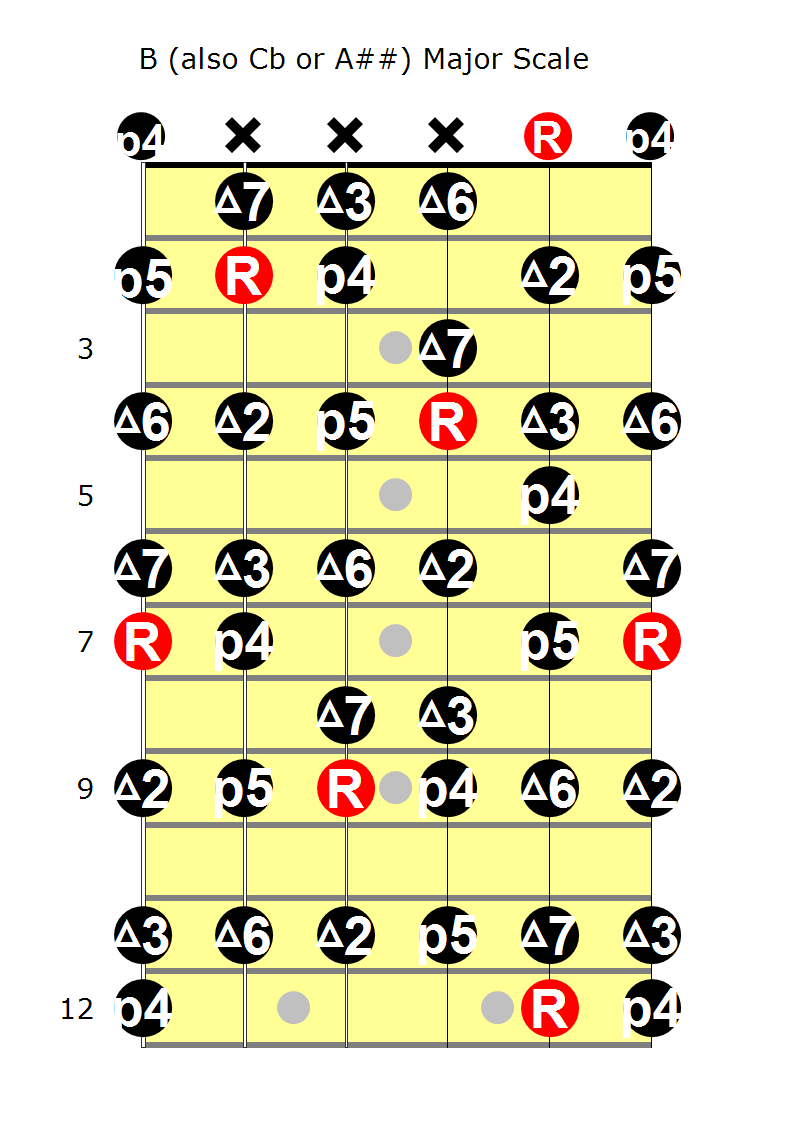 B (also Cb or A##) Major Scale
p4 × × × R p4
Δ7 Δ3 Δ6
p5 R p4 Δ2 p5
3 Δ7
Δ6 Δ2 p5 R Δ3 Δ6
5 p4
Δ7 Δ3 Δ6 Δ2 Δ7
7 R p4 p5 R
Δ7 Δ3
9 Δ2 p5 R p4 Δ6 Δ2
Δ3 Δ6 Δ2 p5 Δ7 Δ3
12 p4 R p4